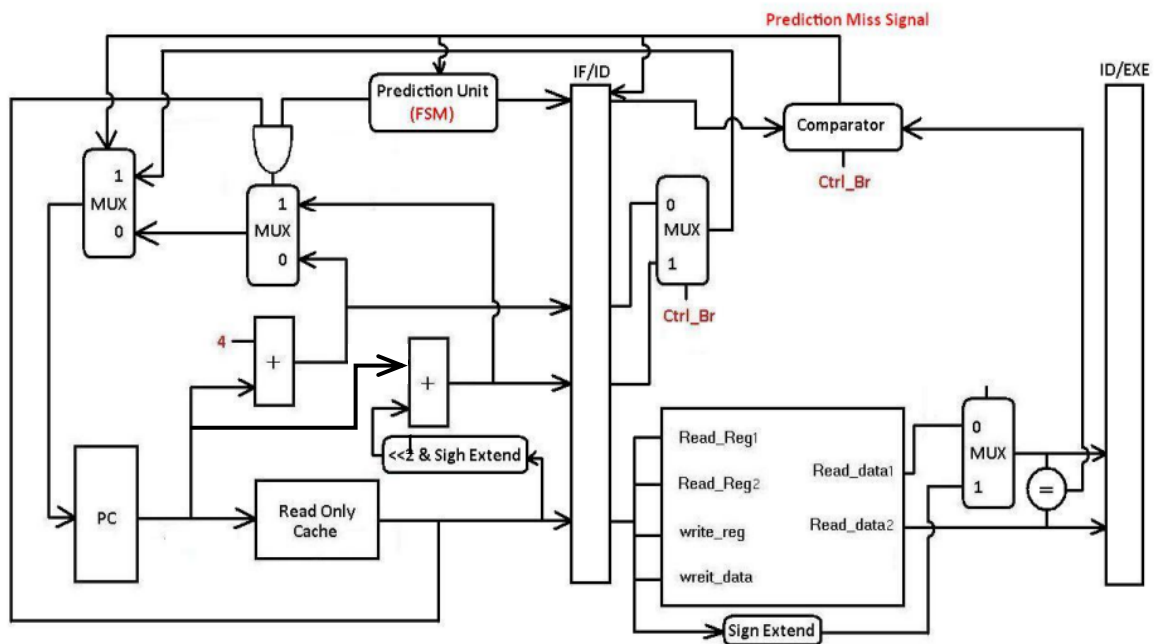 Prediction Miss Signal
IF/ID
ID/EXE
Prediction Unit
(FSM)
Comparator
Ctrl_Br
1
MUX
0
1
MUX
0
0
MUX
1
Ctrl_Br
4
+
+
<<2 & Sigh Extend
PC
Read Only
Cache
Read_Reg1
Read_Reg2
write_reg
wreit_data
Read_data1
Read_data2
0
MUX
1
=
Sign Extend